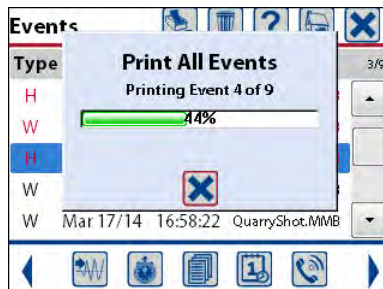 Events
Type
3/9
Print All Events
Printing Event 4 of 9
44%
H
W
H
W
W Mar 17/14 16:58:22 QuarryShot.MMB